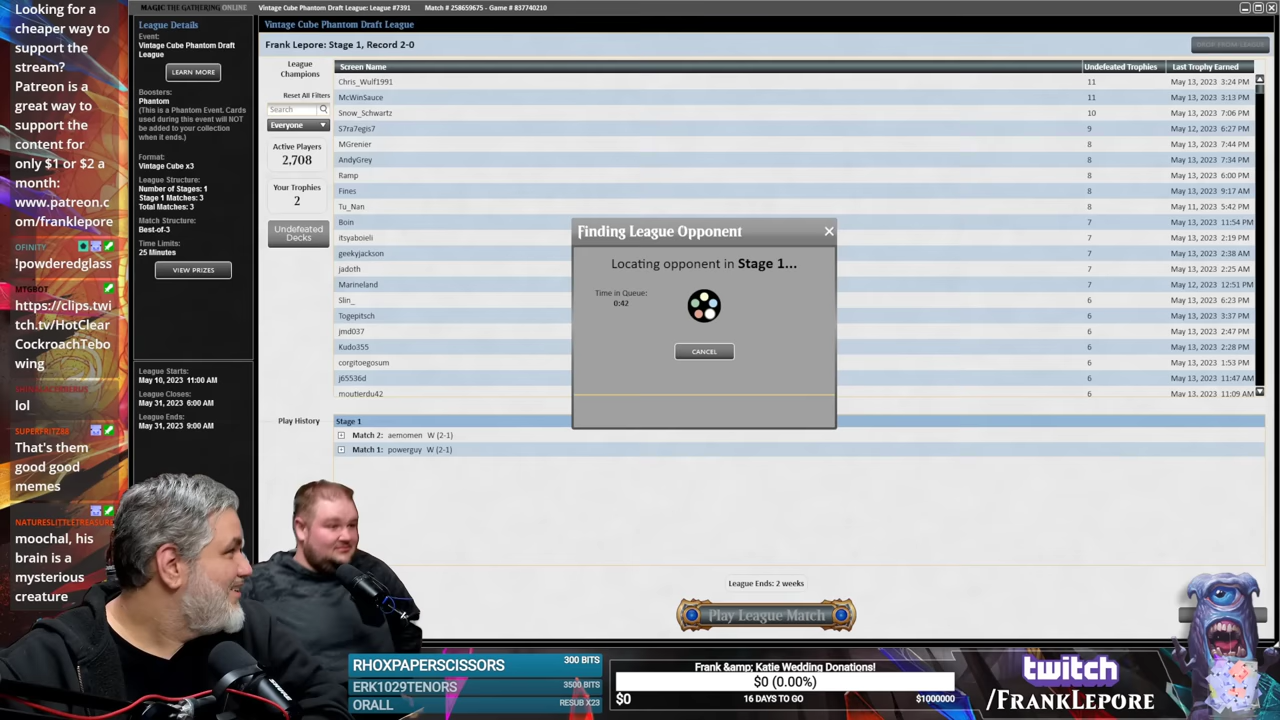 Looking for a
cheaper way to
support the
stream?
Patreon is a
great way to
support the
content for
only $1 or $2 a
month:
www.patreon.c
om/franklepore
OFINITY
!powderedglass
MTGBOT
https://clips.twi
tch.tv/HotClear
CockroachTebo
wing
lol
SUPERFRITZ88
That's them
good good
memes
NATURESLITTLETREASURE
moochal, his
brain is a
mysterious
creature
MAGIC THE GATHERING ONLINE
Vintage Cube Phantom Draft League: League #7391
Match # 258659675 - Game # 837740210
League Details
Event:
Vintage Cube Phantom Draft
League
LEARN MORE
Boosters:
Phantom
(This is a Phantom Event. Cards
used during this event will NOT
be added to your collection
when it ends.)
Format:
Vintage Cube x3
League Structure:
Number of Stages: 1
Stage 1 Matches: 3
Total Matches: 3
Match Structure:
Best-of-3
Time Limits:
25 Minutes
VIEW PRIZES
League Starts:
May 10, 2023 11:00 AM
League Closes:
May 31, 2023 6:00 AM
League Ends:
May 31, 2023 9:00 AM
Vintage Cube Phantom Draft League
Frank Lepore: Stage 1, Record 2-0
DROP FROM LEAGUE
League
Champions
Reset All Filters
Search
Everyone
Active Players
2,708
Your Trophies
2
Undefeated
Decks
Screen Name Undefeated Trophies Last Trophy Earned
Chris_Wulf1991 11 May 13, 2023 3:24 PM
McWinSauce 11 May 13, 2023 3:13 PM
Snow_Schwartz 10 May 13, 2023 7:06 PM
S7ra7egis7 9 May 12, 2023 6:27 PM
MGrenier 8 May 13, 2023 7:44 PM
AndyGrey 8 May 13, 2023 7:34 PM
Ramp 8 May 13, 2023 6:00 PM
Fines 8 May 13, 2023 9:17 AM
Tu_Nan 8 May 11, 2023 5:42 PM
Boin 7 May 13, 2023 11:54 PM
itsyaboieli 7 May 13, 2023 2:19 PM
geekyjackson 7 May 13, 2023 2:38 AM
jadoth 7 May 13, 2023 2:25 AM
Marineland 7 May 12, 2023 12:51 PM
Slin_ 6 May 13, 2023 6:23 PM
Togepitsch 6 May 13, 2023 3:37 PM
jmd037 6 May 13, 2023 2:47 PM
Kudo355 6 May 13, 2023 2:28 PM
corgitoegosum 6 May 13, 2023 1:53 PM
j65536d 6 May 13, 2023 11:47 AM
moutierdu42 6 May 13, 2023 11:09 AM
Finding League Opponent
Locating opponent in Stage 1...
Time in Queue:
0:42
CANCEL
Play History
Stage 1
Match 2: aemomen W (2-1)
Match 1: powerguy W (2-1)
League Ends: 2 weeks
Play League Match
RHOXPAPERSCISSORS 300 BITS
ERK1029TENORS 3500 BITS
ORALL RESUB X23
Frank &amp; Katie Wedding Donations!
$0 (0.00%)
$0 16 DAYS TO GO $1000000
twitch
/FRANKLEPORE